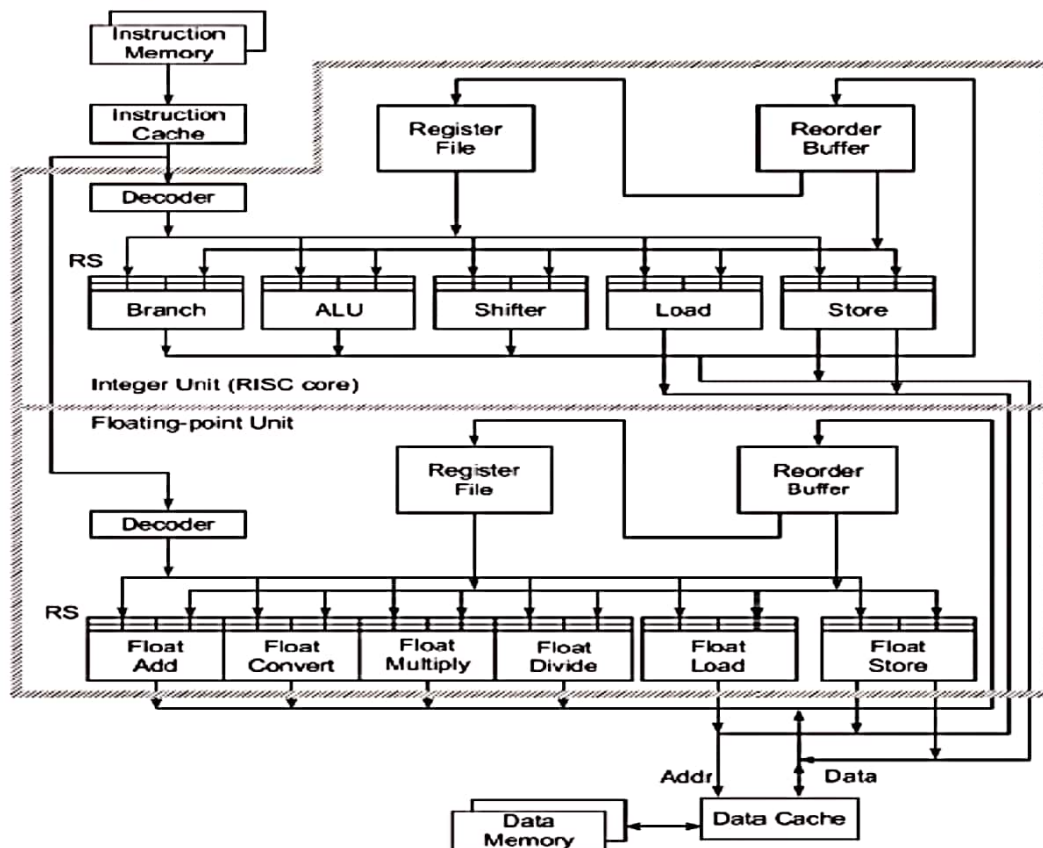 Instruction
Memory
Instruction
Cache
Register
File
Reorder
Buffer
Decoder
RS
Branch
ALU
Shifter
Load
Store
Integer Unit (RISC core)
Floating-point Unit
Register
File
Reorder
Buffer
Decoder
RS
Float
Add
Float
Convert
Float
Multiply
Float
Divide
Float
Load
Float
Store
Addr
Data
Data
Memory
Data Cache